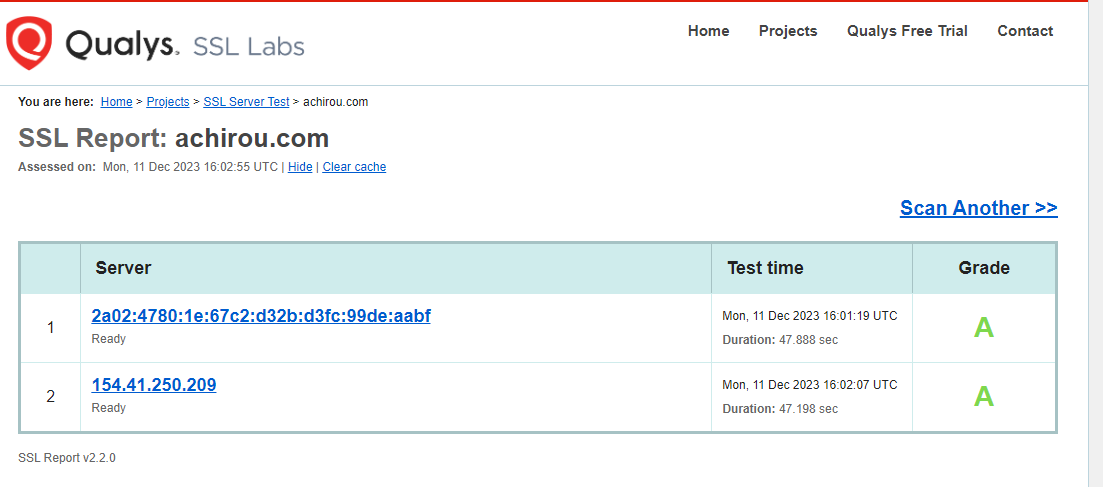 Qualys. SSL Labs
Home Projects Qualys Free Trial Contact
You are here: Home > Projects > SSL Server Test > achirou.com
SSL Report: achirou.com
Assessed on: Mon, 11 Dec 2023 16:02:55 UTC | Hide | Clear cache
Scan Another >>
Server Test time Grade
1 2a02:4780:1e:67c2:d32b:d3fc:99de:aabf Mon, 11 Dec 2023 16:01:19 UTC A
Ready Duration: 47.888 sec
2 154.41.250.209 Mon, 11 Dec 2023 16:02:07 UTC A
Ready Duration: 47.198 sec
SSL Report v2.2.0